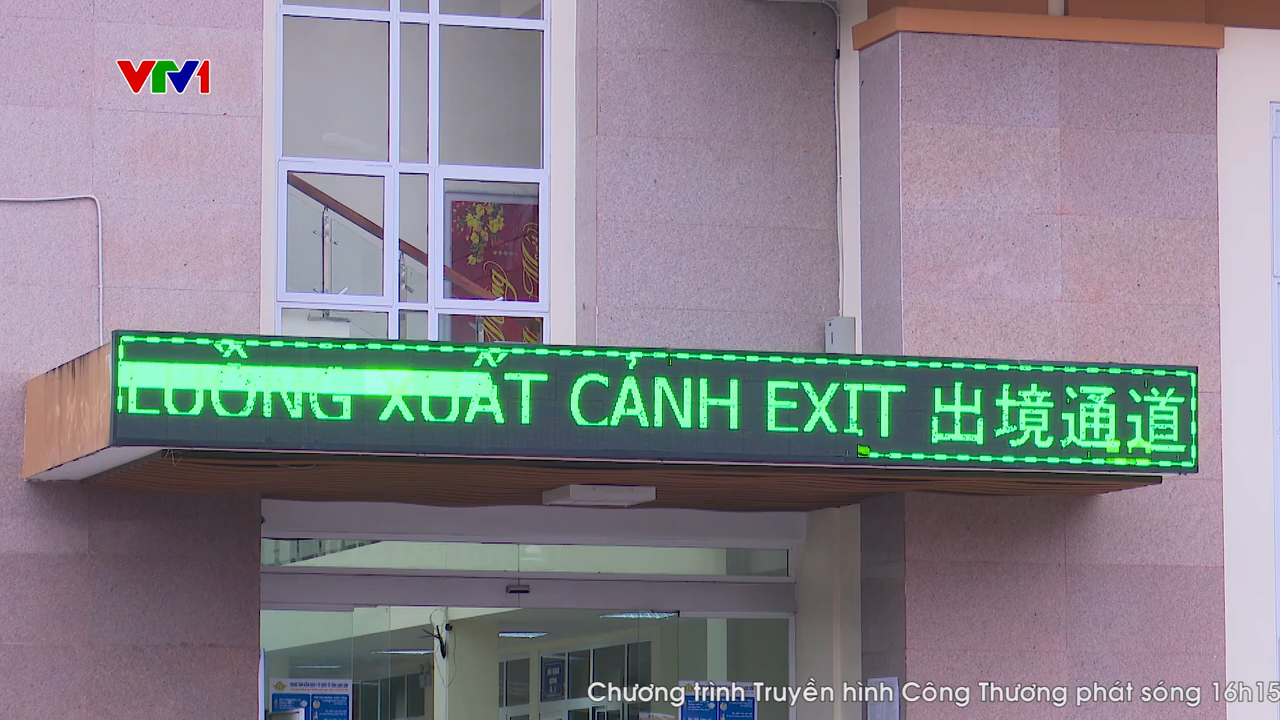 VTV1
LUỒNG XUẤT CẢNH EXIT 出境通道
Chương trình Truyền hình Công Thương phát sóng 16h15